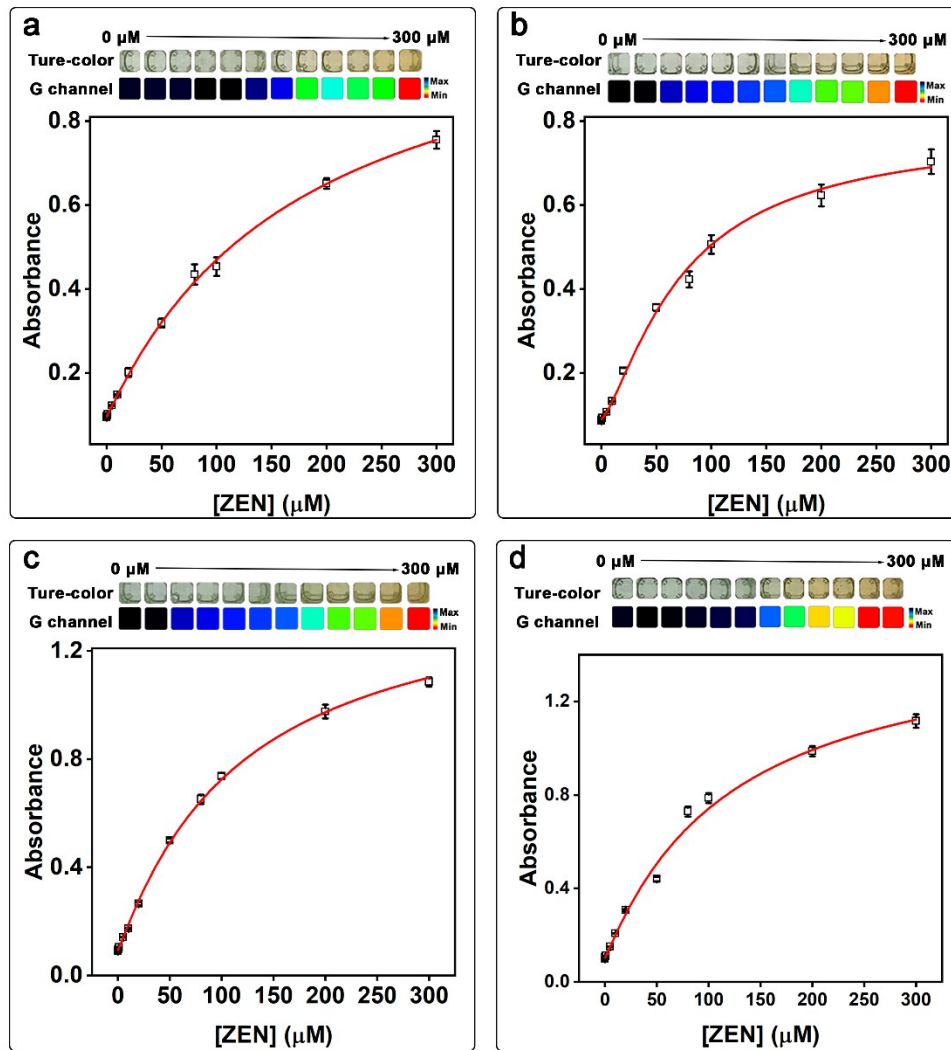 a
0 μM 300 μM
Ture-color
G channel
Max
Min
0.8
0.6
0.4
0.2
Absorbance
0 50 100 150 200 250 300
[ZEN] (μM)
b
0 μM 300 μM
Ture-color
G channel
Max
Min
0.8
0.6
0.4
0.2
Absorbance
0 50 100 150 200 250 300
[ZEN] (μM)
c
0 μM 300 μM
Ture-color
G channel
Max
Min
1.2
0.8
0.4
0.0
Absorbance
0 50 100 150 200 250 300
[ZEN] (μM)
d
0 μM 300 μM
Ture-color
G channel
Max
Min
1.2
0.8
0.4
0.0
Absorbance
0 50 100 150 200 250 300
[ZEN] (μM)